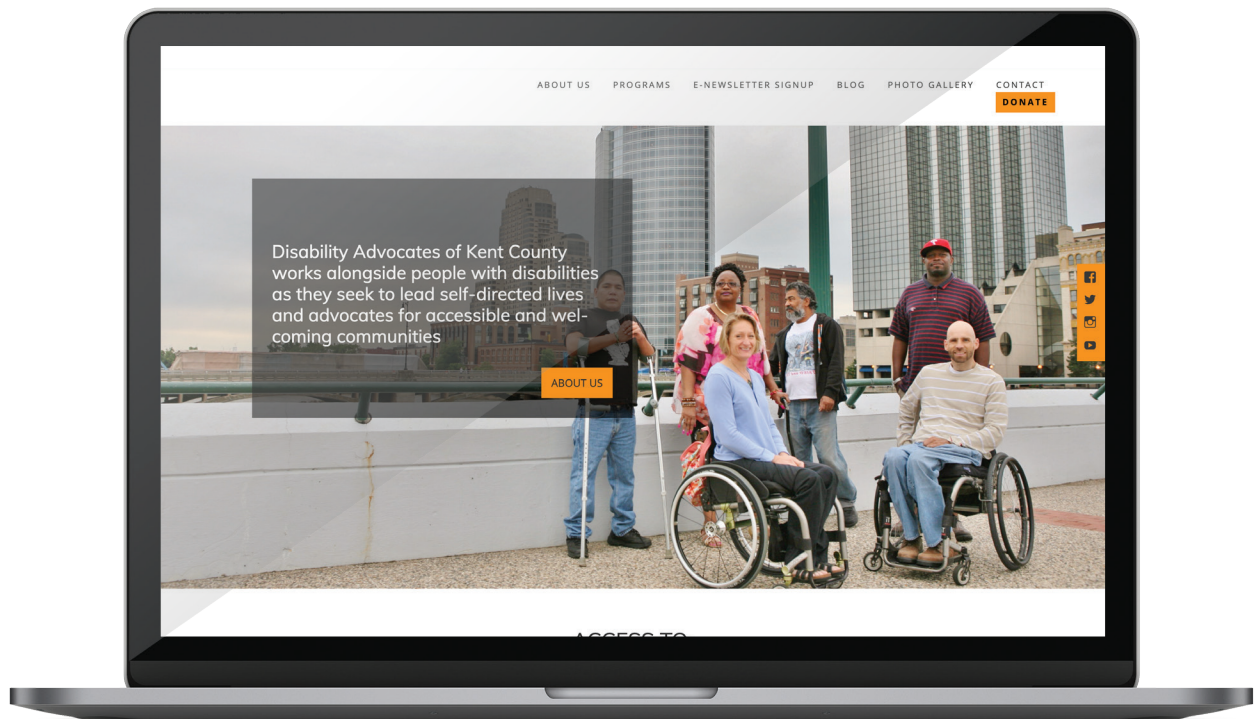 ABOUT US PROGRAMS E-NEWSLETTER SIGNUP BLOG PHOTO GALLERY CONTACT
DONATE
Disability Advocates of Kent County
works alongside people with disabilities
as they seek to lead self-directed lives
and advocates for accessible and wel-
coming communities
ABOUT US
ACCESS TO